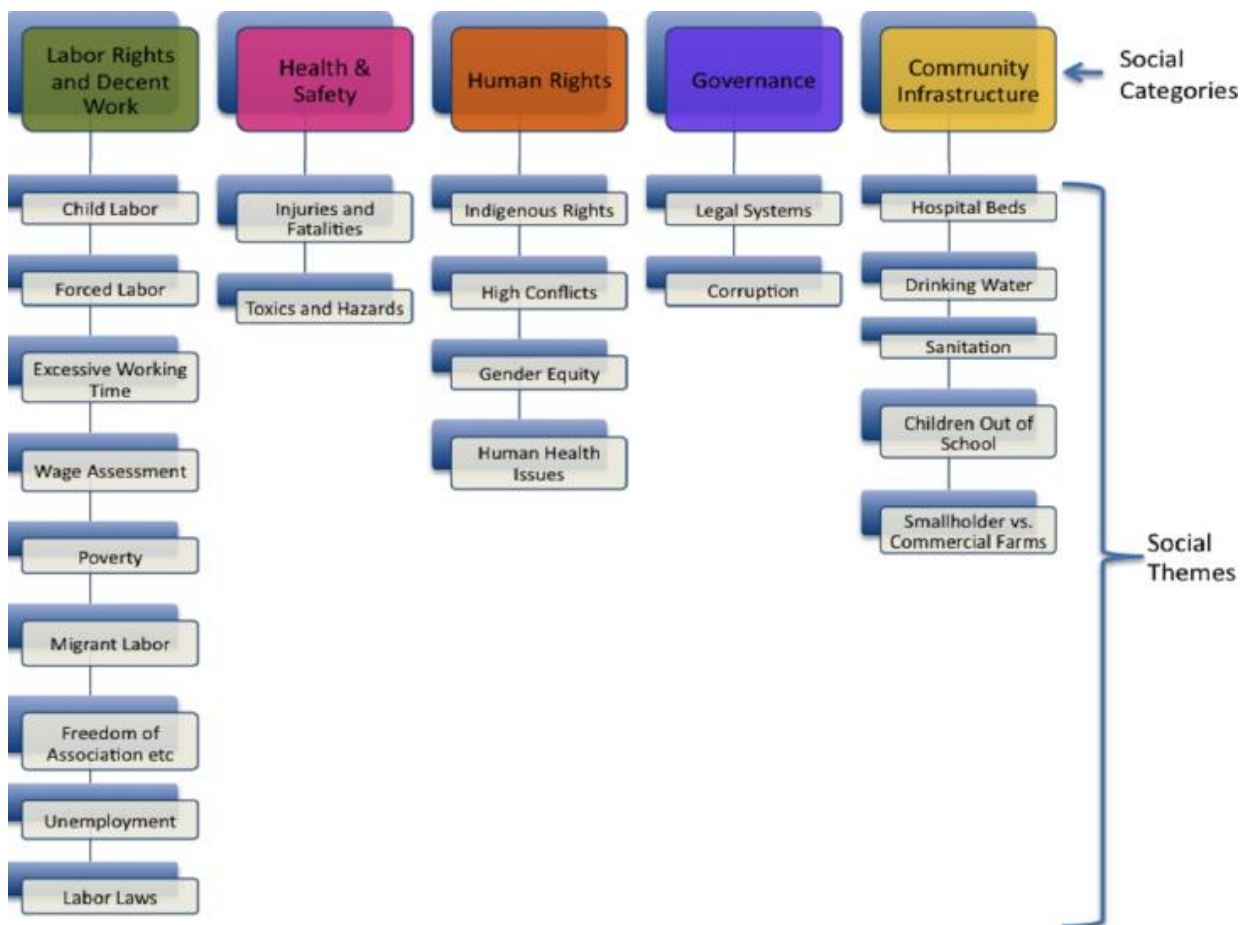 Labor Rights
and Decent
Work
Health &
Safety
Human Rights
Governance
Community
Infrastructure
Social
Categories
Child Labor
Forced Labor
Excessive Working
Time
Wage Assessment
Poverty
Migrant Labor
Freedom of
Association etc
Unemployment
Labor Laws
Injuries and
Fatalities
Toxics and Hazards
Indigenous Rights
High Conflicts
Gender Equity
Human Health
Issues
Legal Systems
Corruption
Hospital Beds
Drinking Water
Sanitation
Children Out of
School
Smallholder vs.
Commercial Farms
Social
Themes